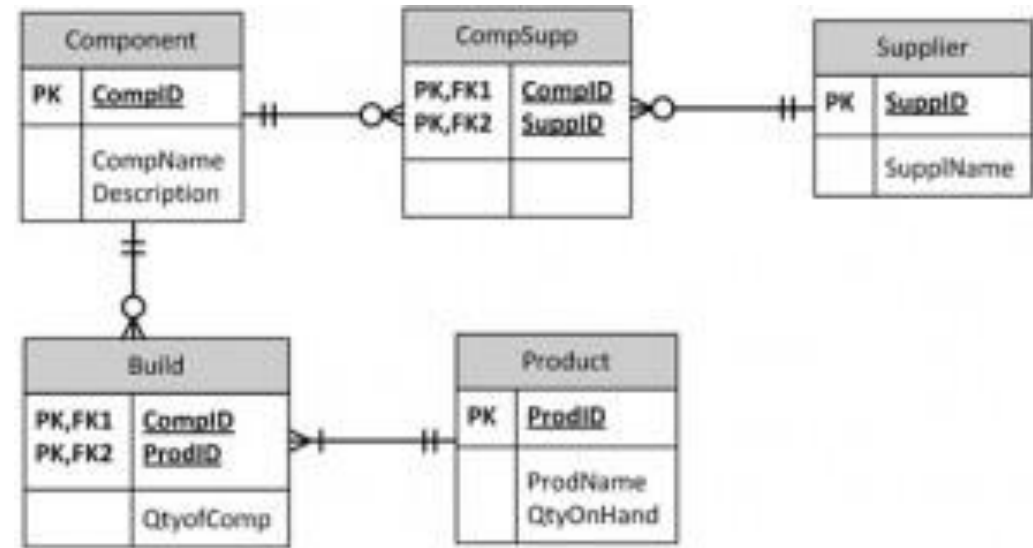 Component
PK CompID
CompName
Description
CompSupp
PK,FK1 CompID
PK,FK2 SuppID
Supplier
PK SuppID
SupplName
Build
PK,FK1 CompID
PK,FK2 ProdID
QtyofComp
Product
PK ProdID
ProdName
QtyOnHand